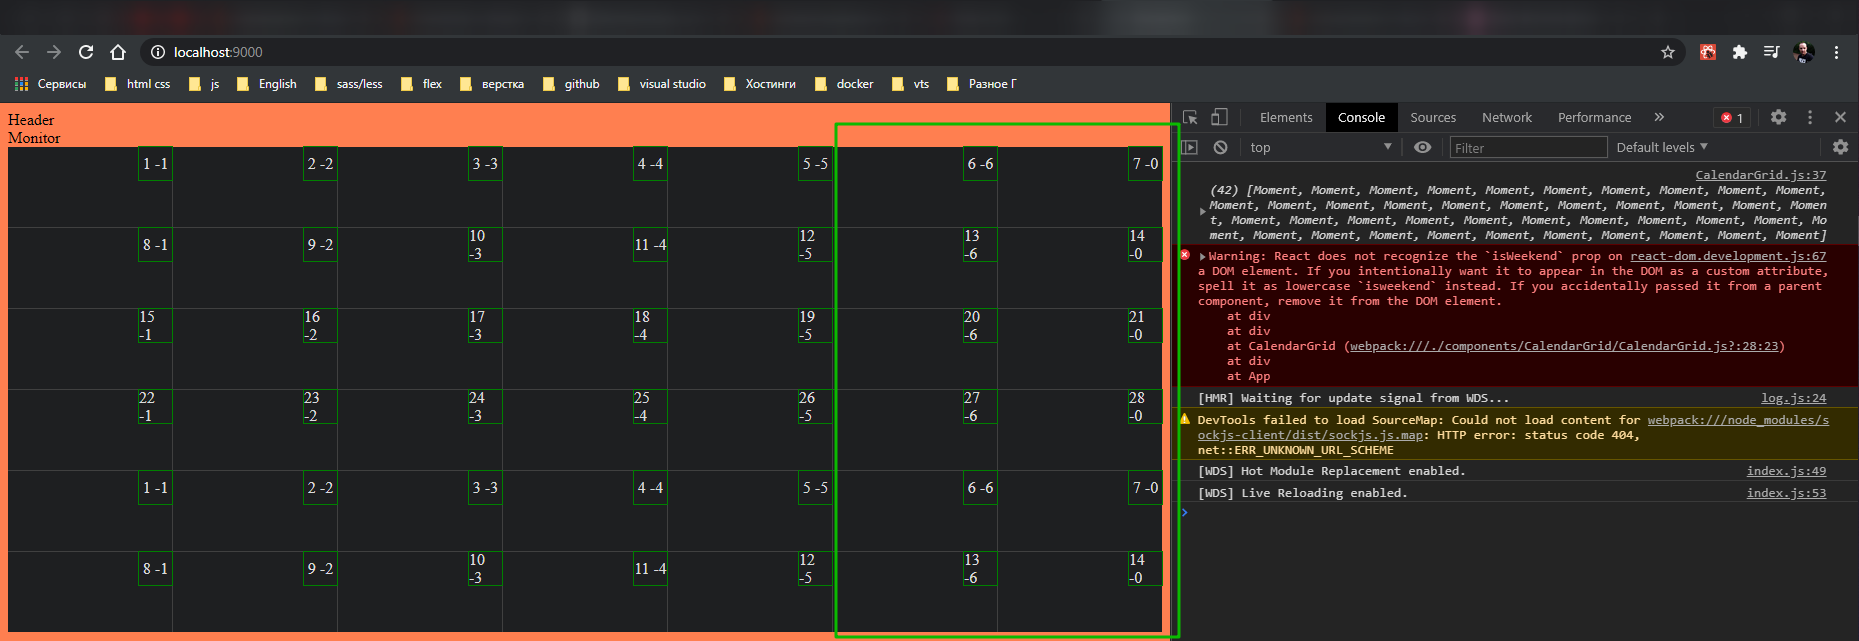 localhost:9000
Сервисы html css js English sass/less flex верстка github visual studio Хостинги docker vts Разное Г
Header
Monitor
1 -1 2 -2 3 -3 4 -4 5 -5 6 -6 7 -0
8 -1 9 -2 10 -3 11 -4 12 -5 13 -6 14 -0
15 -1 16 -2 17 -3 18 -4 19 -5 20 -6 21 -0
22 -1 23 -2 24 -3 25 -4 26 -5 27 -6 28 -0
1 -1 2 -2 3 -3 4 -4 5 -5 6 -6 7 -0
8 -1 9 -2 10 -3 11 -4 12 -5 13 -6 14 -0
Elements Console Sources Network Performance » 1
top Filter Default levels
CalendarGrid.js:37
(42) [Moment, Moment, Moment, Moment, Moment, Moment, Moment, Moment, Moment, Moment,
Moment, Moment, Moment, Moment, Moment, Moment, Moment, Moment, Moment, Moment, Momen
t, Moment, Moment, Moment, Moment, Moment, Moment, Moment, Moment, Moment, Moment, Mo
ment, Moment, Moment, Moment, Moment, Moment, Moment, Moment, Moment, Moment, Moment]
Warning: React does not recognize the `isWeekend` prop on react-dom.development.js:67
a DOM element. If you intentionally want it to appear in the DOM as a custom attribute,
spell it as lowercase `isweekend` instead. If you accidentally passed it from a parent
component, remove it from the DOM element.
at div
at div
at CalendarGrid (webpack:///./components/CalendarGrid/CalendarGrid.js?:28:23)
at div
at App
[HMR] Waiting for update signal from WDS... log.js:24
DevTools failed to load SourceMap: Could not load content for webpack:///node_modules/s
ockjs-client/dist/sockjs.js.map: HTTP error: status code 404,
net::ERR_UNKNOWN_URL_SCHEME
[WDS] Hot Module Replacement enabled. index.js:49
[WDS] Live Reloading enabled. index.js:53